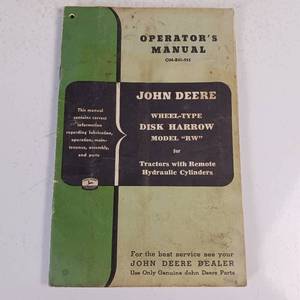 OPERATOR'S
MANUAL
JOHN DEERE
WHEEL-TYPE
DISK HARROW
MODEL "RW"
for
Tractors with Remote
Hydraulic Cylinders
This manual
contains correct
information
regarding lubrication,
operation, main-
tenance, assembly,
and parts
For the best service see your
JOHN DEERE DEALER
Use Only Genuine John Deere Parts